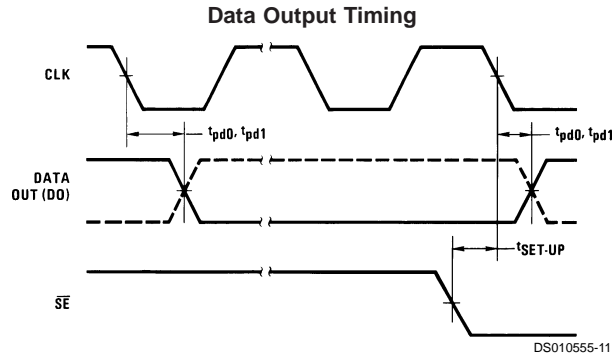 Data Output Timing
CLK
tpd0, tpd1
tpd0, tpd1
DATA
OUT (DO)
tSET-UP
SE
DS010555-11